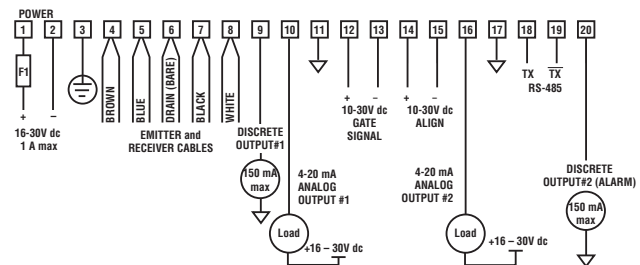 POWER
1 2 3 4 5 6 7 8 9 10 11 12 13 14 15 16 17 18 19 20
F1
+ –
16-30V dc
1 A max
BROWN
BLUE
DRAIN (BARE)
BLACK
WHITE
EMITTER and
RECEIVER CABLES
DISCRETE
OUTPUT#1
150 mA
max
4-20 mA
ANALOG
OUTPUT #1
Load
+16 – 30V dc
+ –
10-30V dc
GATE
SIGNAL
+ –
10-30V dc
ALIGN
4-20 mA
ANALOG
OUTPUT #2
Load
+16 – 30V dc
TX TX
RS-485
DISCRETE
OUTPUT#2 (ALARM)
150 mA
max